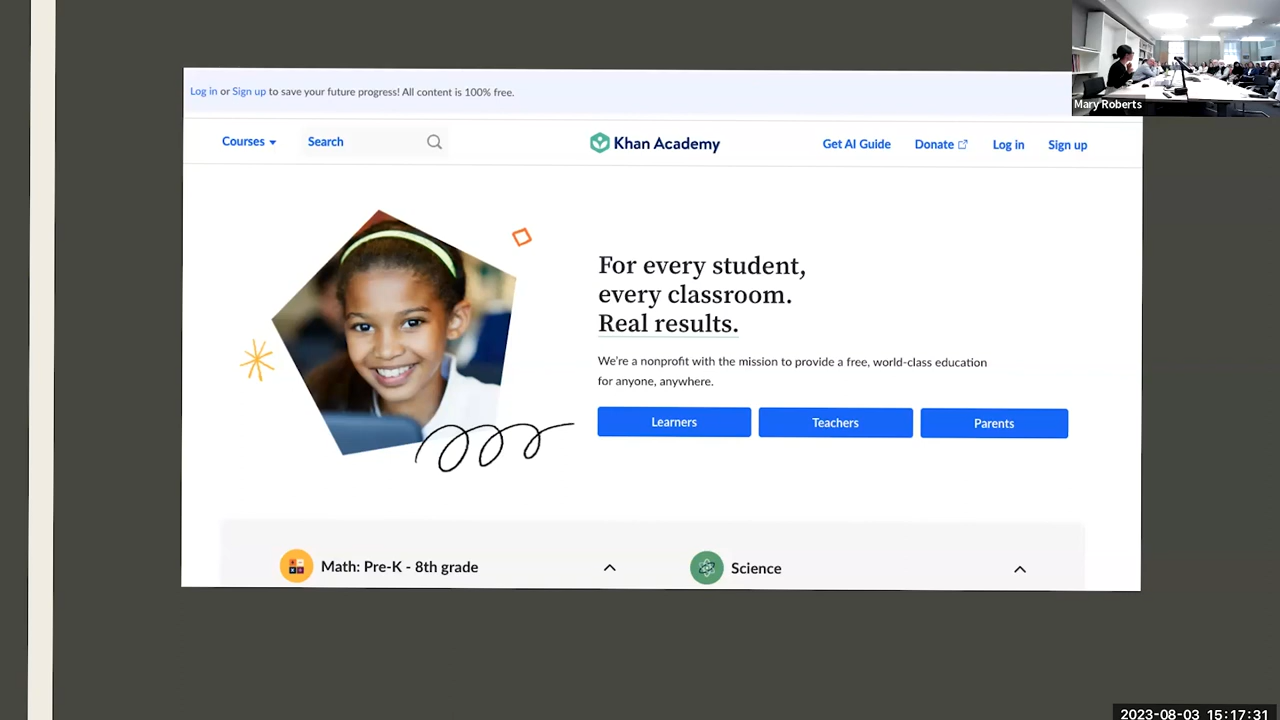 Mary Roberts
Log in or Sign up to save your future progress! All content is 100% free.
Courses
Search
Khan Academy
Get AI Guide
Donate
Log in
Sign up
For every student,
every classroom.
Real results.
We're a nonprofit with the mission to provide a free, world-class education
for anyone, anywhere.
Learners
Teachers
Parents
Math: Pre-K - 8th grade
Science
2023-08-03 15:17:31